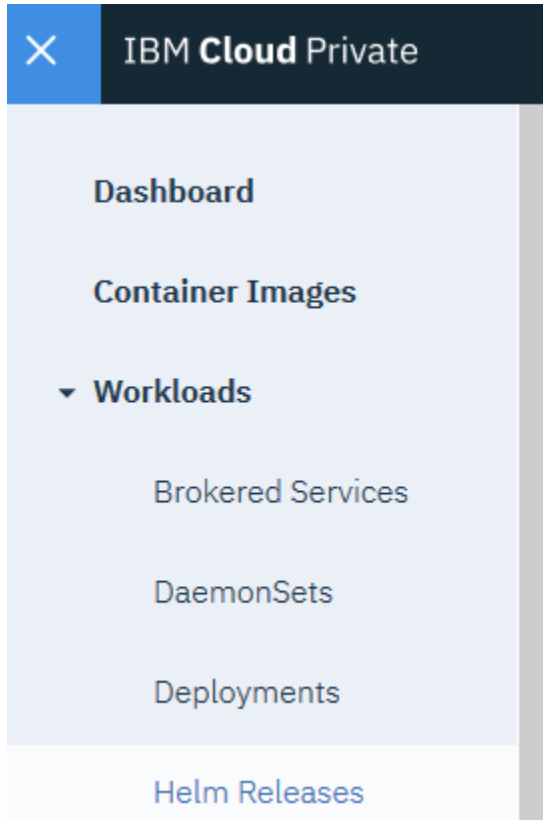 IBM Cloud Private
Dashboard
Container Images
Workloads
Brokered Services
DaemonSets
Deployments
Helm Releases